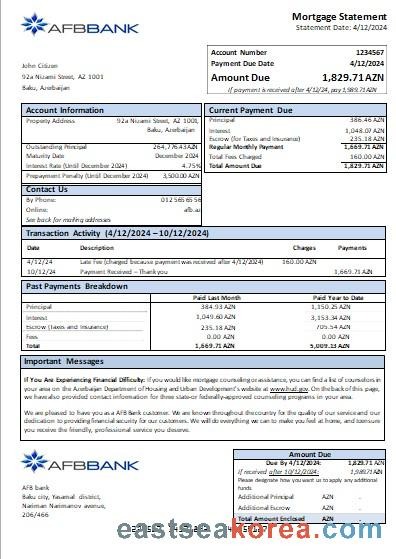 AFBBANK
Mortgage Statement
Statement Date: 4/12/2024
Account Number 1234567
Payment Due Date 4/12/2024
Amount Due 1,829.71AZN
If payment is received after 4/12/24, pay 1,989.71AZN
John Citizen
92a Nizami Street, AZ 1001
Baku, Azerbaijan
Account Information
Property Address 92a Nizami Street, AZ 1001
Baku, Azerbaijan
Outstanding Principal 264,776.43AZN
Maturity Date December 2024
Interest Rate (Until December 2024) 4.75%
Prepayment Penalty (Until December 2024) 3,500.00 AZN
Contact Us
By Phone: 012 565 65 56
Online: afb.az
See back for mailing addresses
Current Payment Due
Principal 386.46 AZN
Interest 1,048.07 AZN
Escrow (for Taxes and Insurance) 235.18 AZN
Regular Monthly Payment 1,669.71 AZN
Total Fees Charged 160.00 AZN
Total Amount Due 1,829.71 AZN
Transaction Activity (4/12/2024 – 10/12/2024)
Date Description Charges Payments
4/12/24 Late Fee (charged because payment was received after 4/12/2024) 160.00 AZN
10/12/24 Payment Received – Thank you 1,669.71 AZN
Past Payments Breakdown
Paid Last Month Paid Year to Date
Principal 384.93 AZN 1,150.25 AZN
Interest 1,049.60 AZN 3,153.34 AZN
Escrow (Taxes and Insurance) 235.18 AZN 705.54 AZN
Fees 0.00 AZN 0.00 AZN
Total 1,669.71 AZN 5,009.13 AZN
Important Messages
If You Are Experiencing Financial Difficulty: If you would like mortgage counseling or assistance, you can find a list of counselors in
your area on the Azerbaijan Department of Housing and Urban Development's website at www.hud.gov. On the back of this page,
we have also provided contact information for three state-or federally-approved counseling programs in your area.
We are pleased to have you as a AFB Bank customer. We are known throughout the country for the quality of our service and our
dedication to providing financial security for our customers. We will do everything we can to make you feel at home, and to ensure
you receive the friendly, professional service you deserve.
AFBBANK
AFB bank
Baku city, Yasamal district,
Nariman Narimanov avenue,
206/466
Amount Due
Due By 4/12/2024: 1,829,71 AZN
If received after 10/12/2024: 1,989.71 AZN
Please designate how you want us to apply any additional
funds.
Additional Principal AZN .
Additional Escrow AZN .
Total Amount Enclosed AZN .
eastseakorea.com